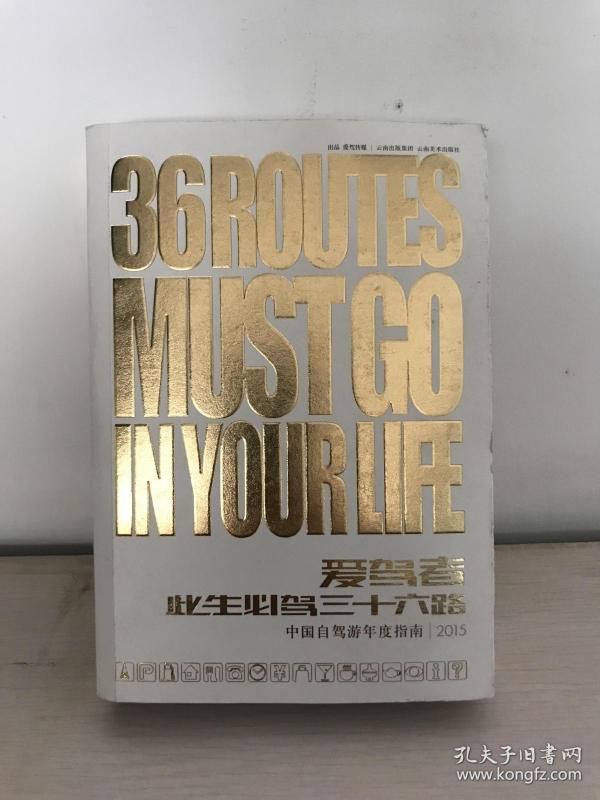 出品 爱驾传媒 | 云南出版集团 云南美术出版社
36 ROUTES
MUST GO
IN YOUR LIFE
爱驾者
此生必驾三十六路
中国自驾游年度指南 | 2015
孔夫子旧书网
www.kongfz.com